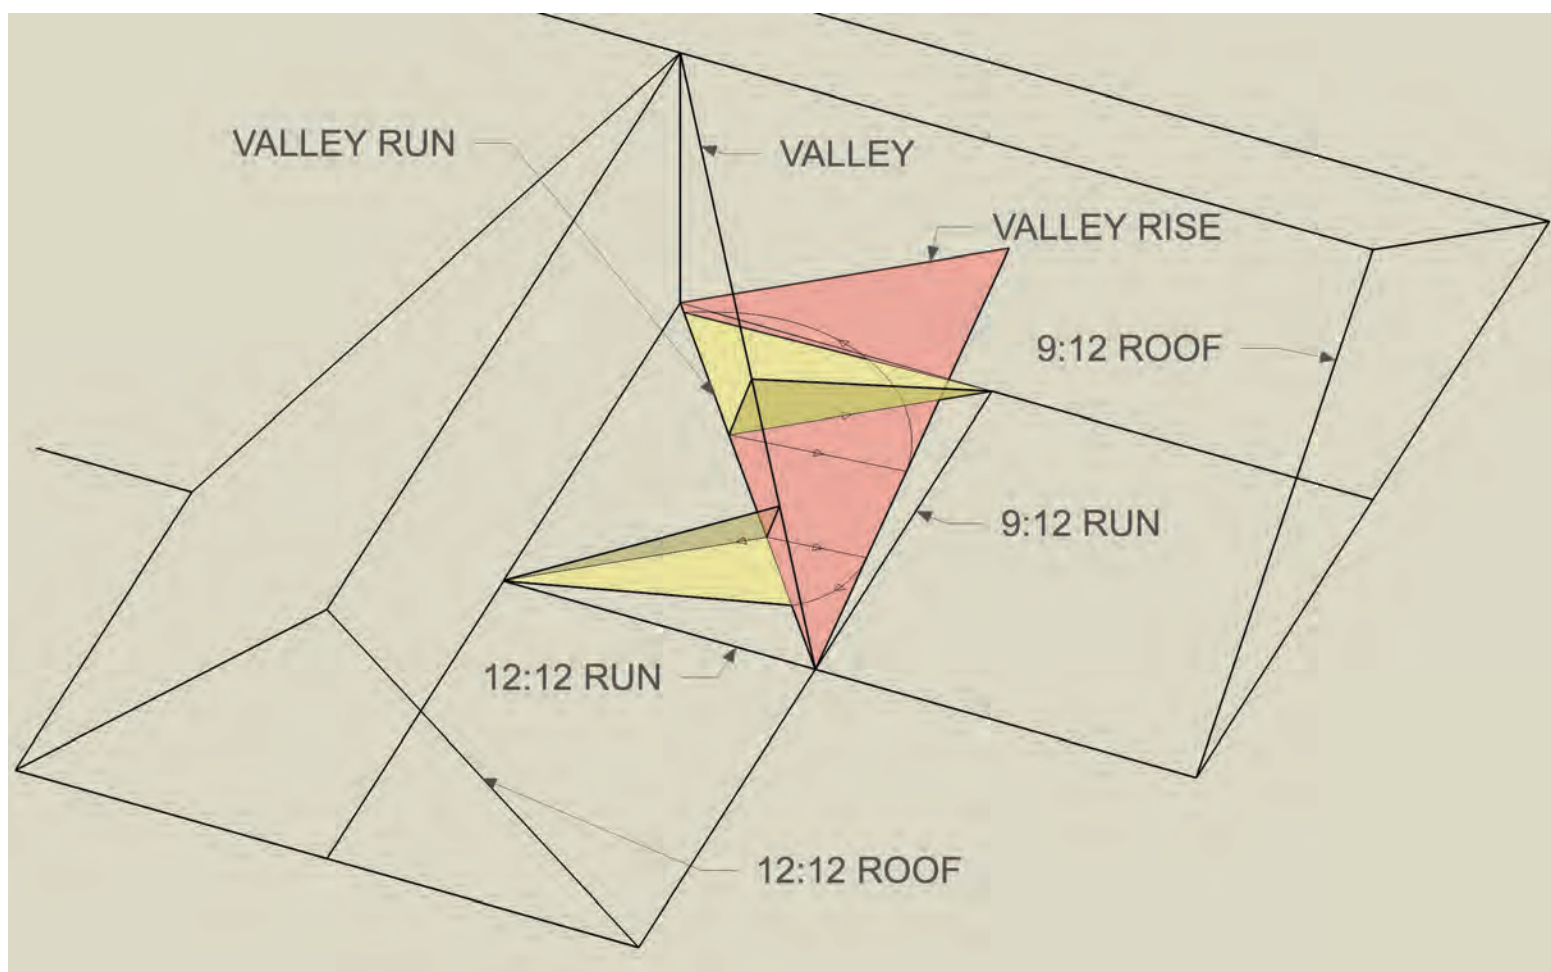 VALLEY RUN
VALLEY
VALLEY RISE
9:12 ROOF
9:12 RUN
12:12 RUN
12:12 ROOF